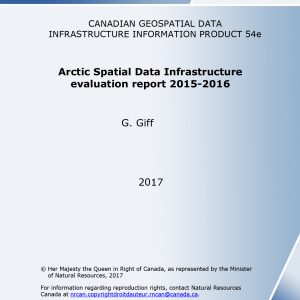 CANADIAN GEOSPATIAL DATA
INFRASTRUCTURE INFORMATION PRODUCT 54e
Arctic Spatial Data Infrastructure
evaluation report 2015-2016
G. Giff
2017
© Her Majesty the Queen in Right of Canada, as represented by the Minister
of Natural Resources, 2017
For information regarding reproduction rights, contact Natural Resources
Canada at nrcan.copyrightdroitdauteur.rncan@canada.ca.